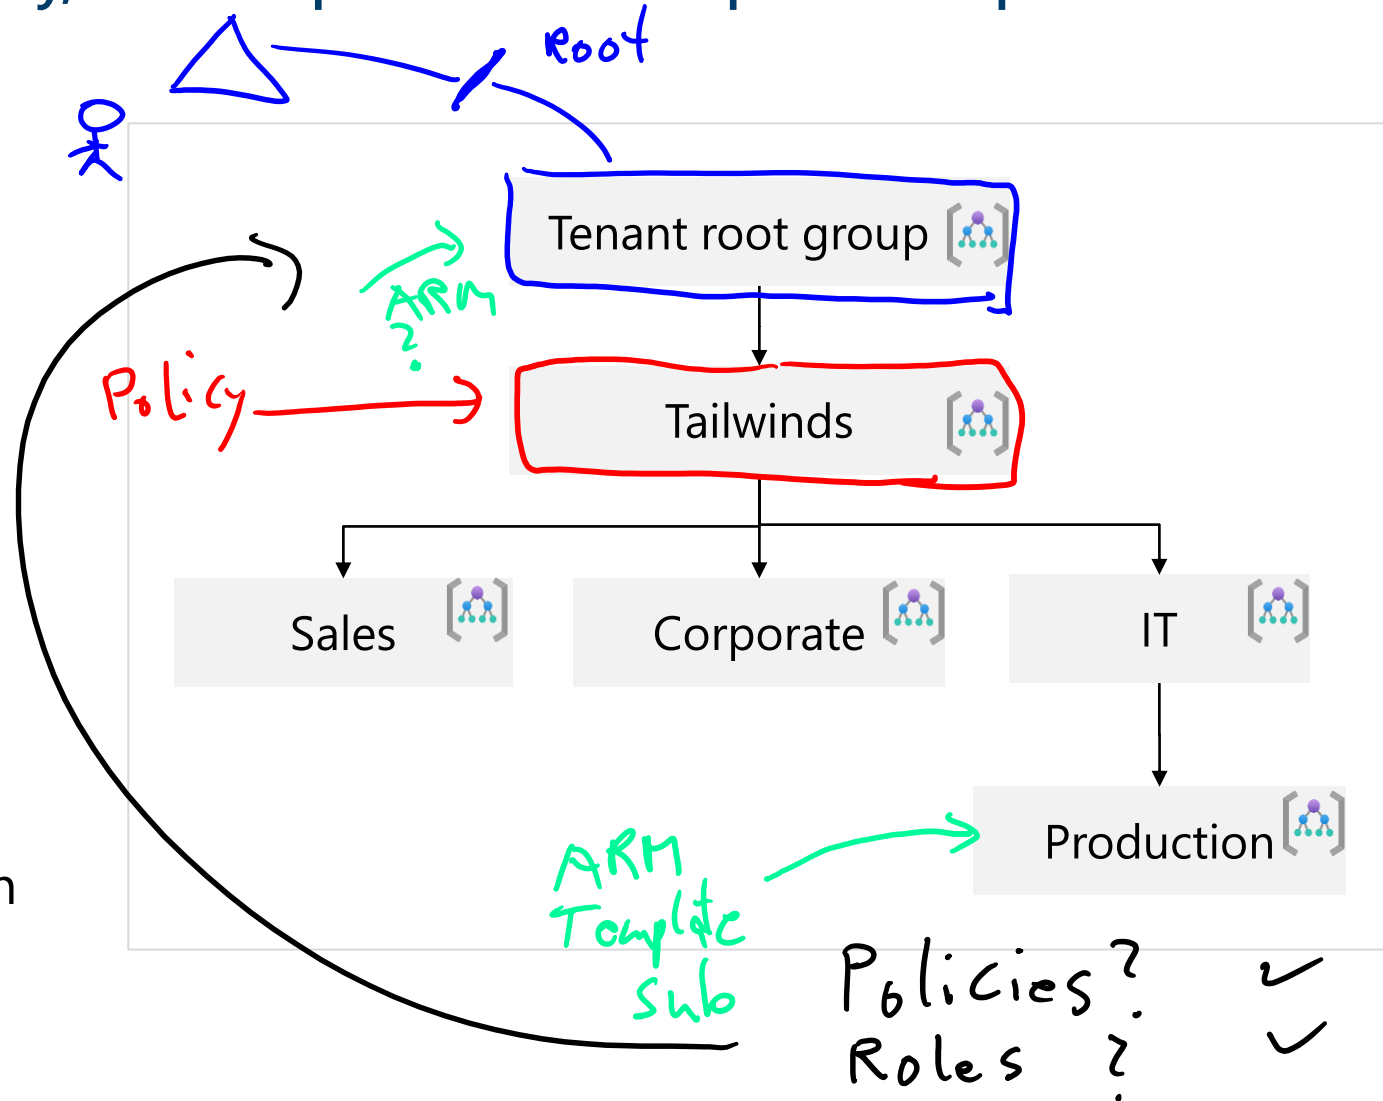 Root
Tenant root group
ARM
?
Policy
Tailwinds
Sales
Corporate
IT
Production
ARM
Template
Sub
n
Policies?
Roles ?